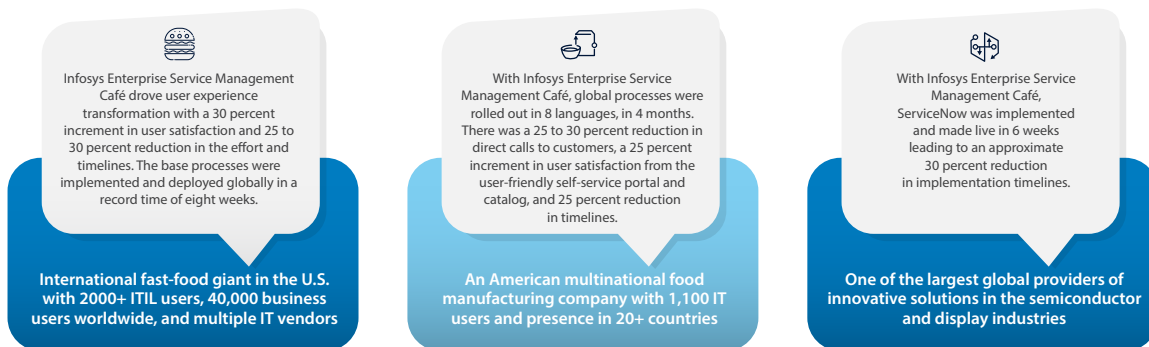 Infosys Enterprise Service Management
Café drove user experience
transformation with a 30 percent
increment in user satisfaction and 25 to
30 percent reduction in the effort and
timelines. The base processes were
implemented and deployed globally in a
record time of eight weeks.
International fast-food giant in the U.S.
with 2000+ ITIL users, 40,000 business
users worldwide, and multiple IT vendors
With Infosys Enterprise Service
Management Café, global processes were
rolled out in 8 languages, in 4 months.
There was a 25 to 30 percent reduction in
direct calls to customers, a 25 percent
increment in user satisfaction from the
user-friendly self-service portal and
catalog, and 25 percent reduction
in timelines.
An American multinational food
manufacturing company with 1,100 IT
users and presence in 20+ countries
With Infosys Enterprise Service
Management Café,
ServiceNow was implemented
and made live in 6 weeks
leading to an approximate
30 percent reduction
in implementation timelines.
One of the largest global providers of
innovative solutions in the semiconductor
and display industries